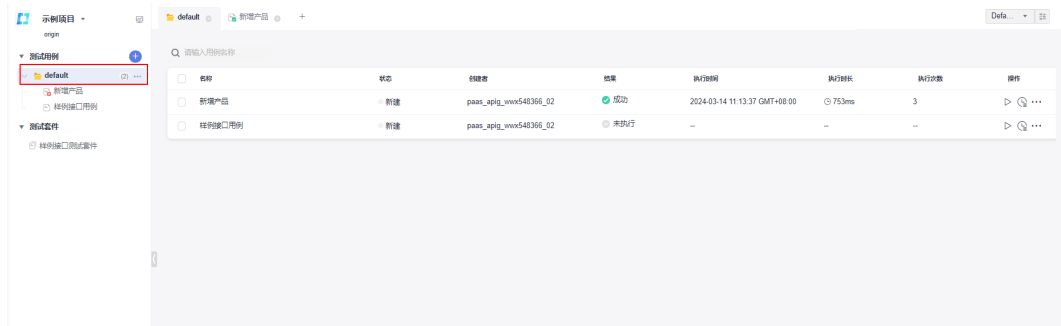 示例项目
origin
测试用例
default (2)
新增产品
样例接口用例
测试套件
样例接口测试套件
default 新增产品 + Defa...
请输入用例名称
名称 状态 创建者 结果 执行时间 执行时长 执行次数 操作
新增产品 新建 paas_apig_wwx548366_02 成功 2024-03-14 11:13:37 GMT+08:00 753ms 3
样例接口用例 新建 paas_apig_wwx548366_02 未执行 -- -- --